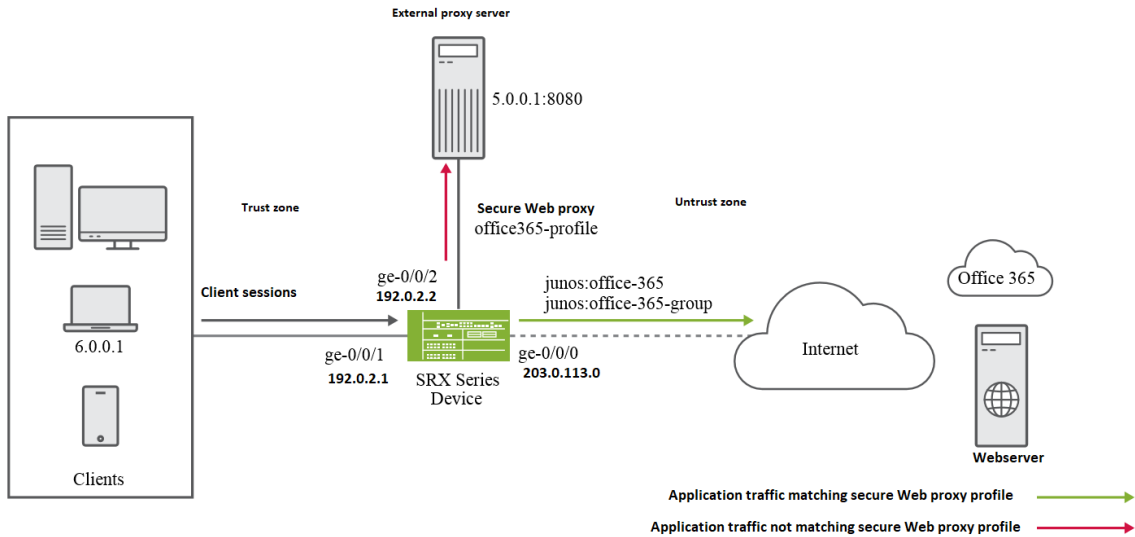 External proxy server
5.0.0.1:8080
Trust zone
Secure Web proxy
office365-profile
Untrust zone
ge-0/0/2
192.0.2.2
junos:office-365
junos:office-365-group
Office 365
Client sessions
6.0.0.1
Internet
ge-0/0/1
192.0.2.1
SRX Series
Device
ge-0/0/0
203.0.113.0
Clients
Webserver
Application traffic matching secure Web proxy profile
Application traffic not matching secure Web proxy profile